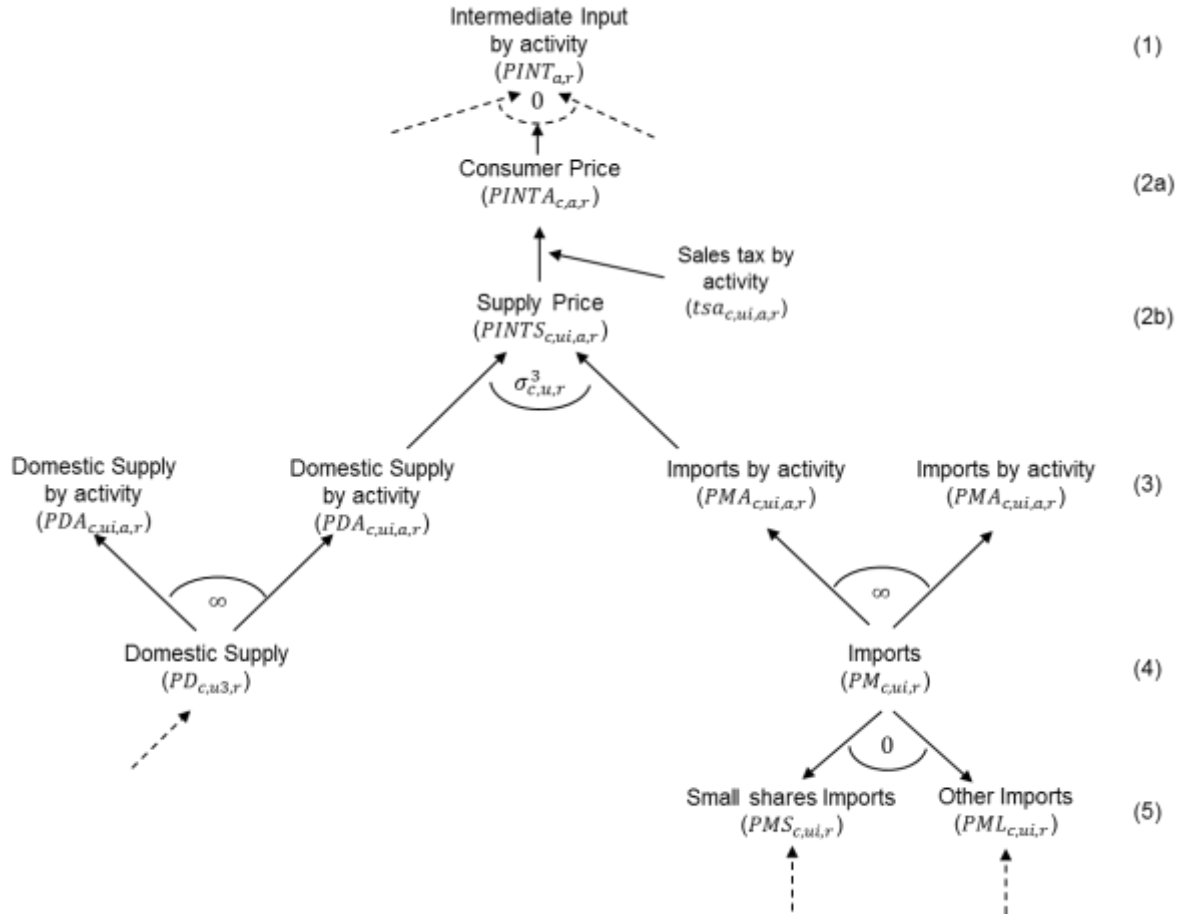 Intermediate Input
by activity
(PINT_{a,r})
(1)
0
Consumer Price
(PINTA_{c,a,r})
(2a)
Sales tax by
activity
(tsa_{c,ui,a,r})
Supply Price
(PINTS_{c,ui,a,r})
(2b)
σ^3_{c,u,r}
Domestic Supply
by activity
(PDA_{c,ui,a,r})
Domestic Supply
by activity
(PDA_{c,ui,a,r})
Imports by activity
(PMA_{c,ui,a,r})
Imports by activity
(PMA_{c,ui,a,r})
(3)
∞
∞
Domestic Supply
(PD_{c,u3,r})
Imports
(PM_{c,ui,r})
(4)
0
Small shares Imports
(PMS_{c,ui,r})
Other Imports
(PML_{c,ui,r})
(5)